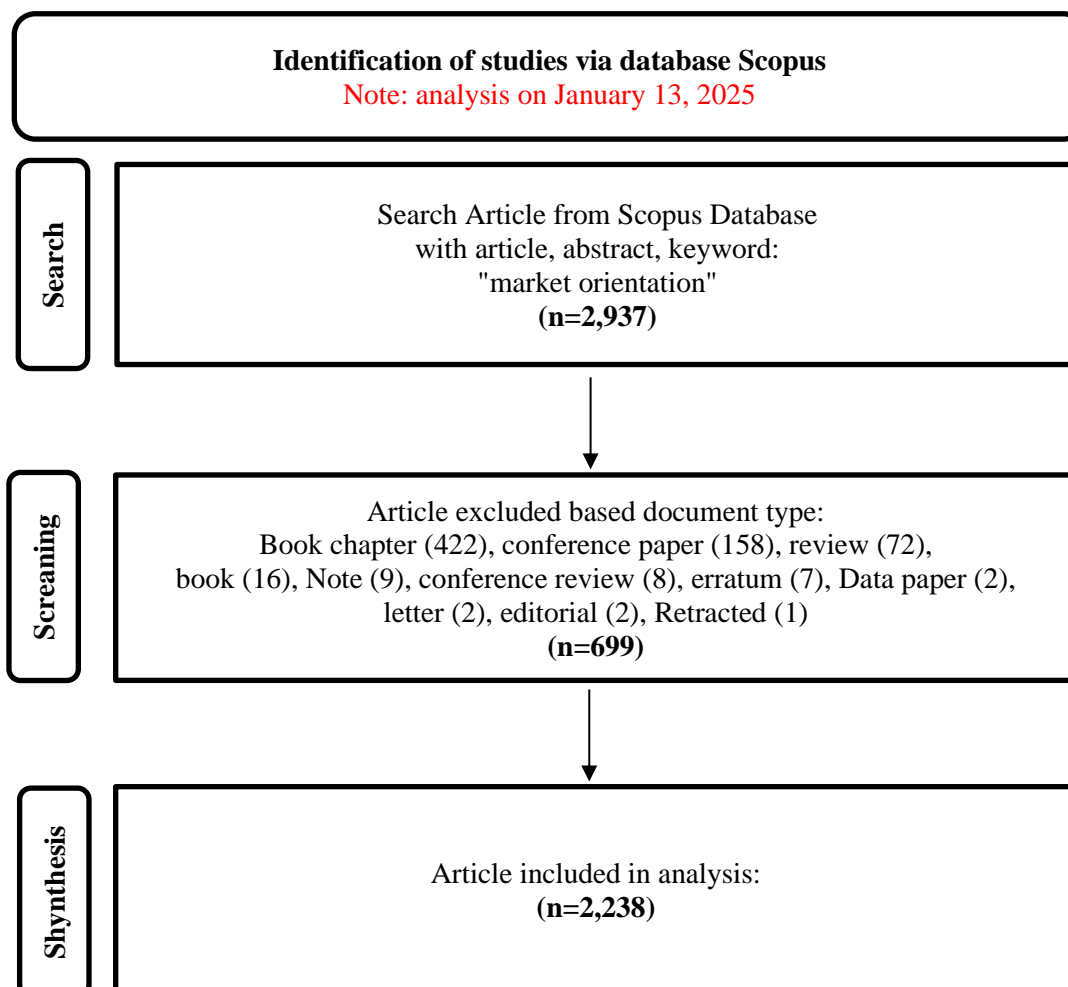 Identification of studies via database Scopus
Note: analysis on January 13, 2025
Search
Search Article from Scopus Database
with article, abstract, keyword:
"market orientation"
(n=2,937)
Screaning
Article excluded based document type:
Book chapter (422), conference paper (158), review (72),
book (16), Note (9), conference review (8), erratum (7), Data paper (2),
letter (2), editorial (2), Retracted (1)
(n=699)
Shynthesis
Article included in analysis:
(n=2,238)